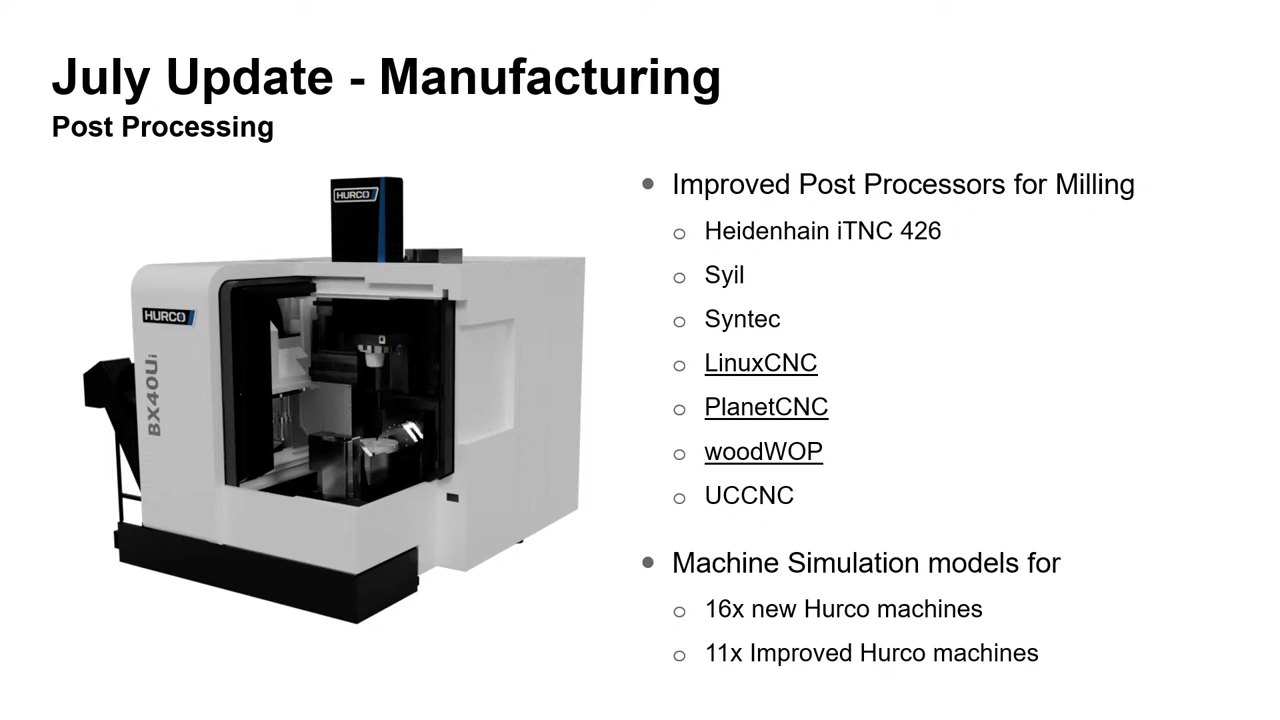 July Update - Manufacturing
Post Processing
HURCO
HURCO
BX40Ui
Improved Post Processors for Milling
Heidenhain iTNC 426
Syil
Syntec
LinuxCNC
PlanetCNC
woodWOP
UCCNC
Machine Simulation models for
16x new Hurco machines
11x Improved Hurco machines